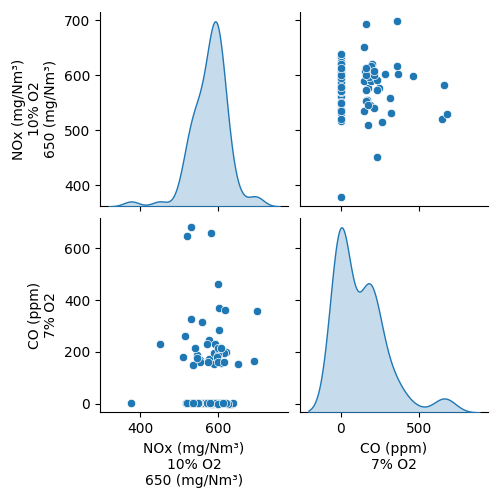 700
600
500
400
NOx (mg/Nm³)
10% O2
650 (mg/Nm³)
600
400
200
0
CO (ppm)
7% O2
400
600
NOx (mg/Nm³)
10% O2
650 (mg/Nm³)
0
500
CO (ppm)
7% O2